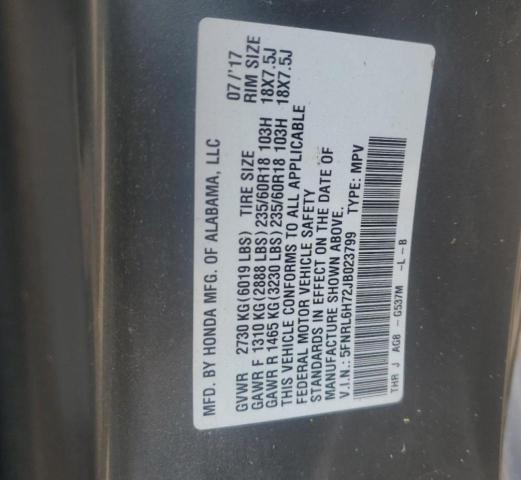 MFD. BY HONDA MFG. OF ALABAMA, LLC 07/'17
GVWR 2730 KG(6019 LBS) TIRE SIZE RIM SIZE
GAWR F 1310 KG(2888 LBS) 235/60R18 103H 18X7.5J
GAWR R 1465 KG(3230 LBS) 235/60R18 103H 18X7.5J
THIS VEHICLE CONFORMS TO ALL APPLICABLE
FEDERAL MOTOR VEHICLE SAFETY
STANDARDS IN EFFECT ON THE DATE OF
MANUFACTURE SHOWN ABOVE.
V.I.N.: 5FNRL6H72JB023799 TYPE: MPV
THR J AG8 - G537M -L - B